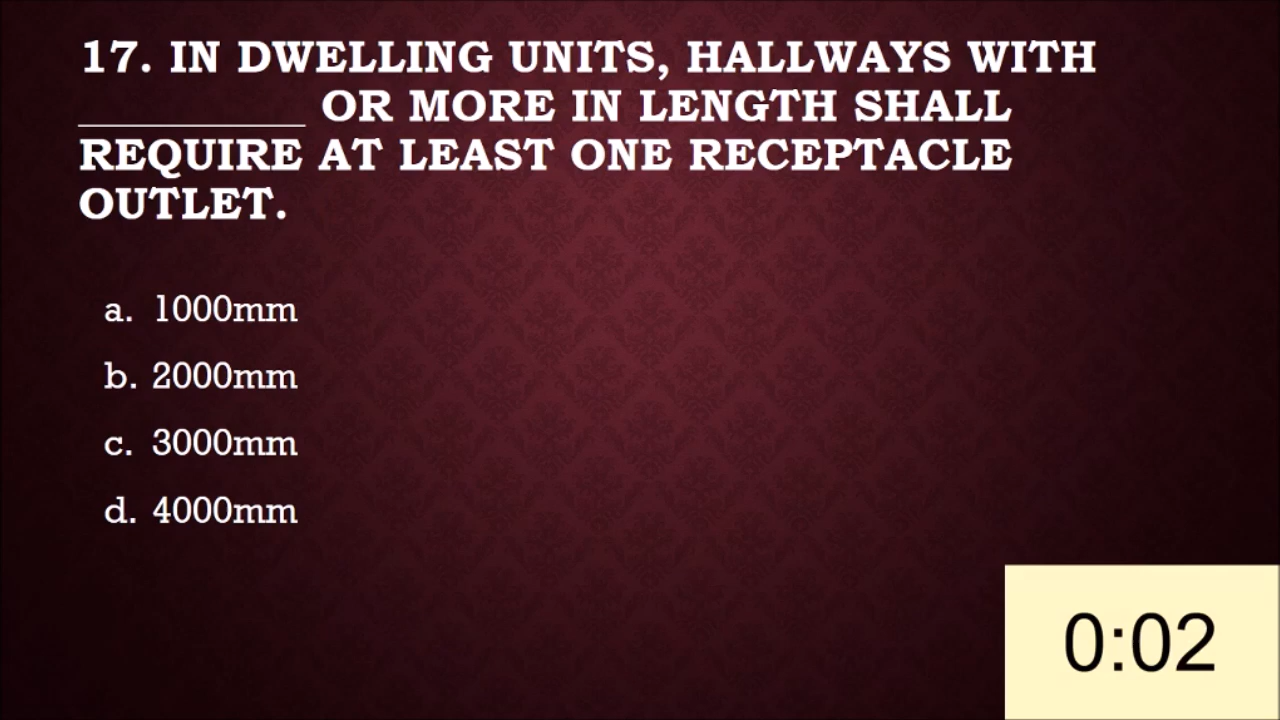 17. IN DWELLING UNITS, HALLWAYS WITH
___________ OR MORE IN LENGTH SHALL
REQUIRE AT LEAST ONE RECEPTACLE
OUTLET.
a. 1000mm
b. 2000mm
c. 3000mm
d. 4000mm
0:02